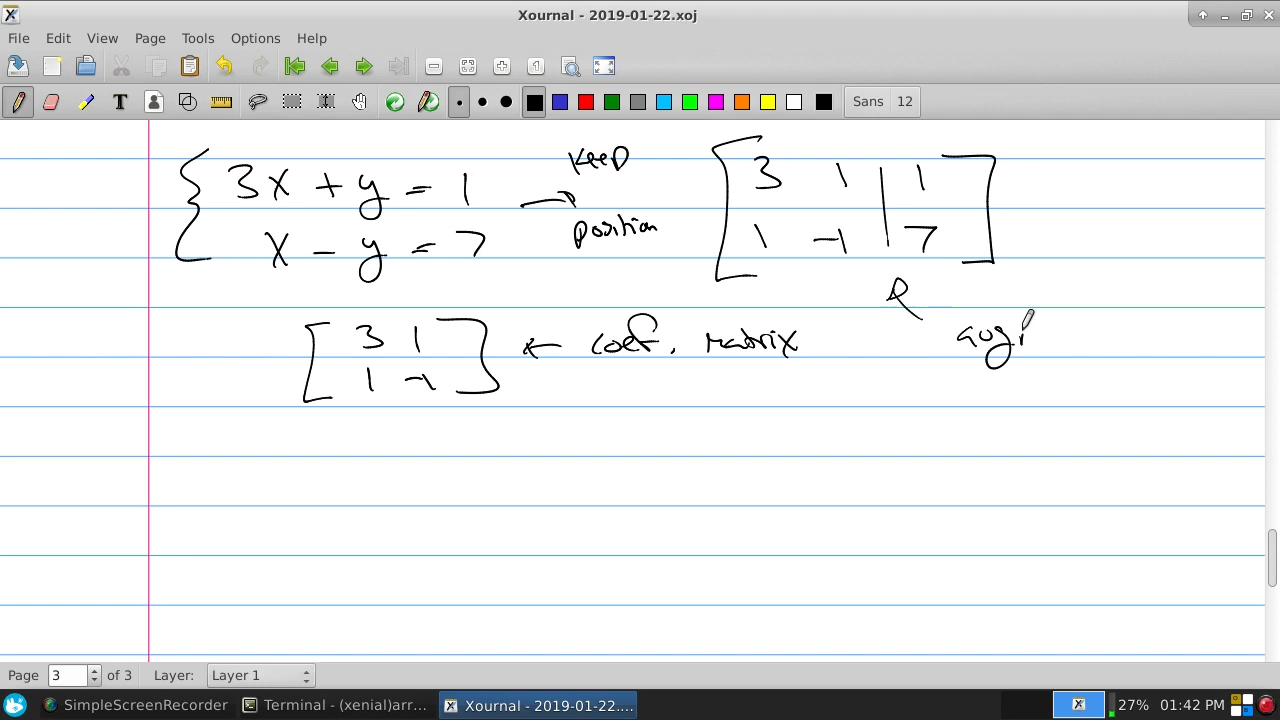 Xournal - 2019-01-22.xoj
File Edit View Page Tools Options Help
Sans 12
3x + y = 1
x - y = 7
Keep
→
position
3 1 | 1
1 -1 | 7
3 1
1 -1
← coef. matrix
Page 3 of 3 Layer: Layer 1
SimpleScreenRecorder Terminal - (xenial)arr... Xournal - 2019-01-22.... 27% 01:42 PM